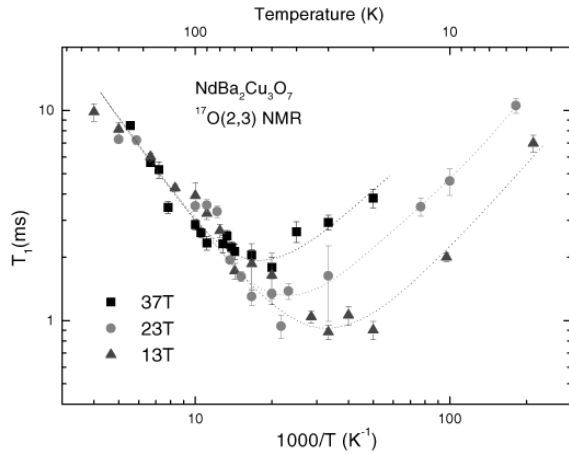 Temperature (K)
100
10
NdBa₂Cu₃O₇
¹⁷O(2,3) NMR
10
T₁(ms)
37T
23T
13T
1
10
100
1000/T (K⁻¹)